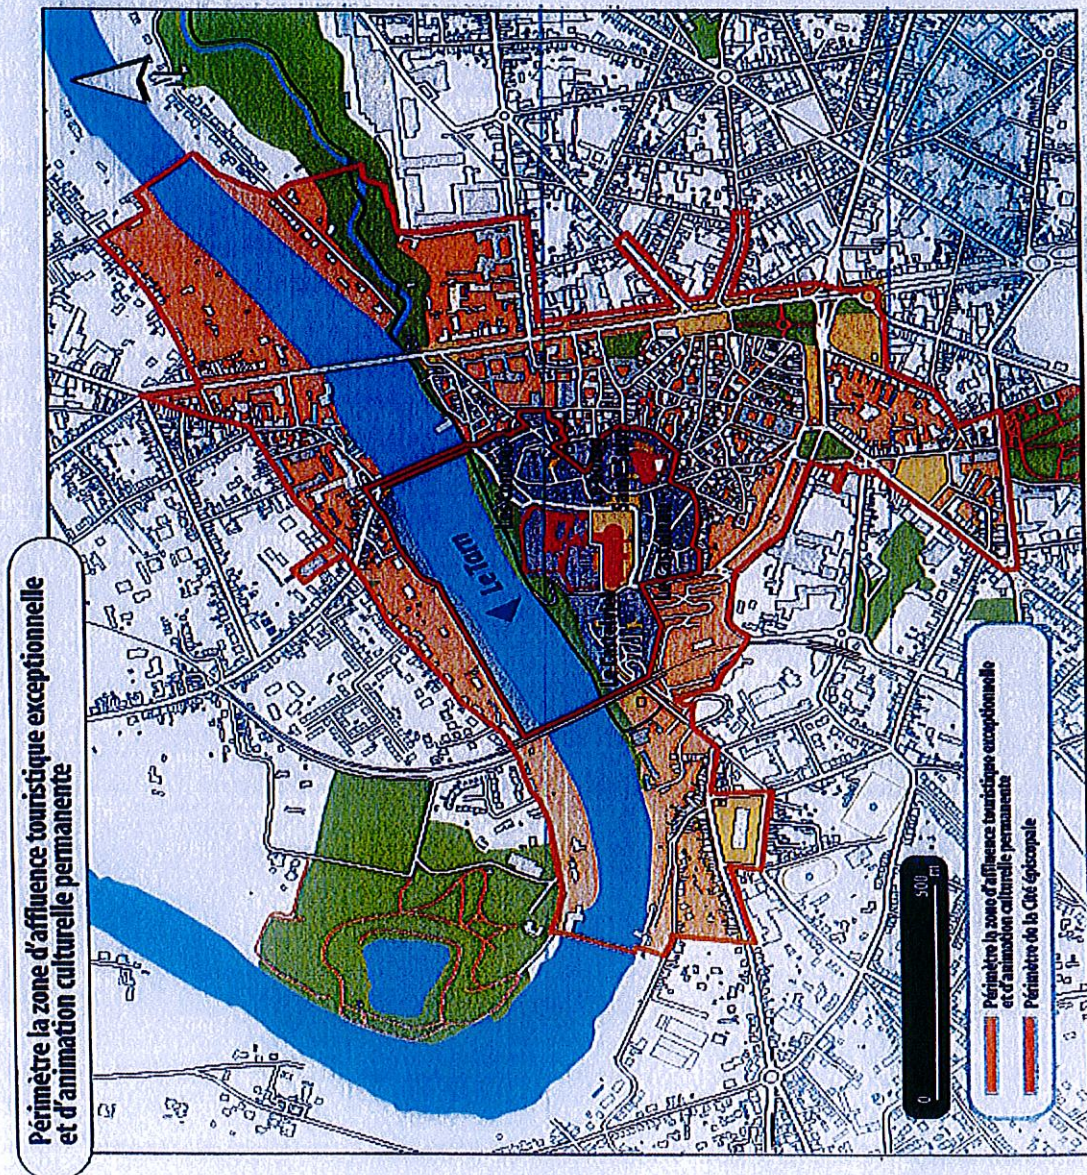 Périmètre la zone d'affluence touristique exceptionnelle
et d'animation culturelle permanente
Le Tarn
0 500 m
Périmètre la zone d'affluence touristique exceptionnelle
et d'animation culturelle permanente
Périmètre de la Cité épiscopale